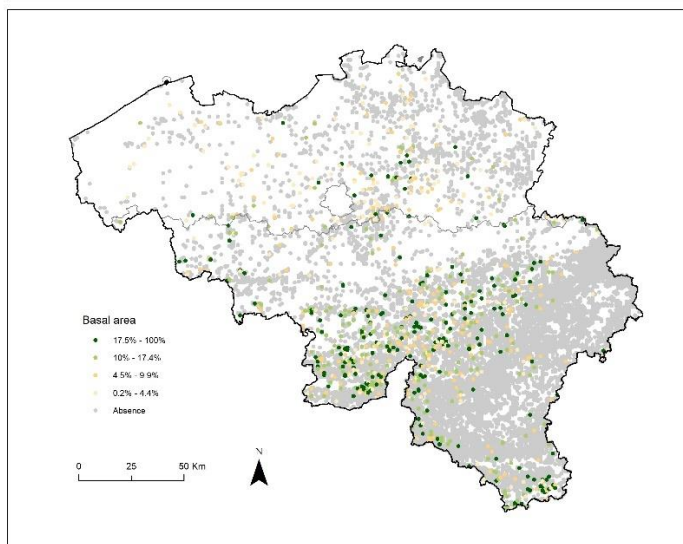 Basal area
17.5% - 100%
10% - 17.4%
4.5% - 9.9%
0.2% - 4.4%
Absence
N
0 25 50 Km